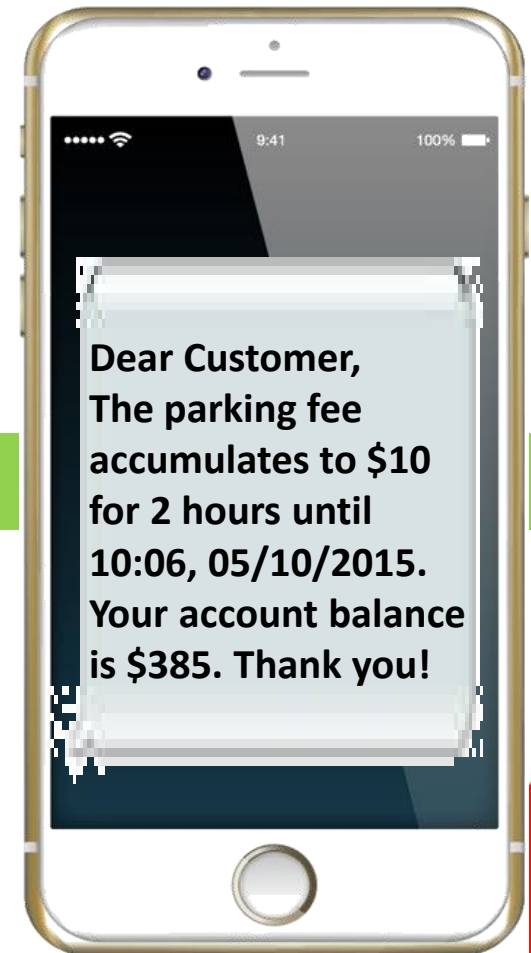 9:41
100%
Dear Customer,
The parking fee
accumulates to $10
for 2 hours until
10:06, 05/10/2015.
Your account balance
is $385. Thank you!